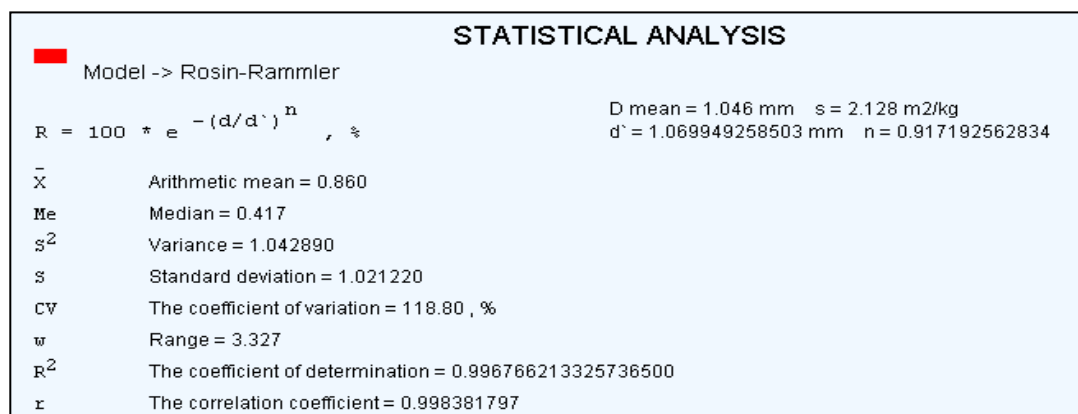 STATISTICAL ANALYSIS
Model -> Rosin-Rammler
R = 100 * e -(d/d`) n , %
D mean = 1.046 mm s = 2.128 m2/kg
d` = 1.069949258503 mm n = 0.917192562834
X̄ Arithmetic mean = 0.860
Me Median = 0.417
S² Variance = 1.042890
S Standard deviation = 1.021220
CV The coefficient of variation = 118.80 , %
w Range = 3.327
R² The coefficient of determination = 0.996766213325736500
r The correlation coefficient = 0.998381797